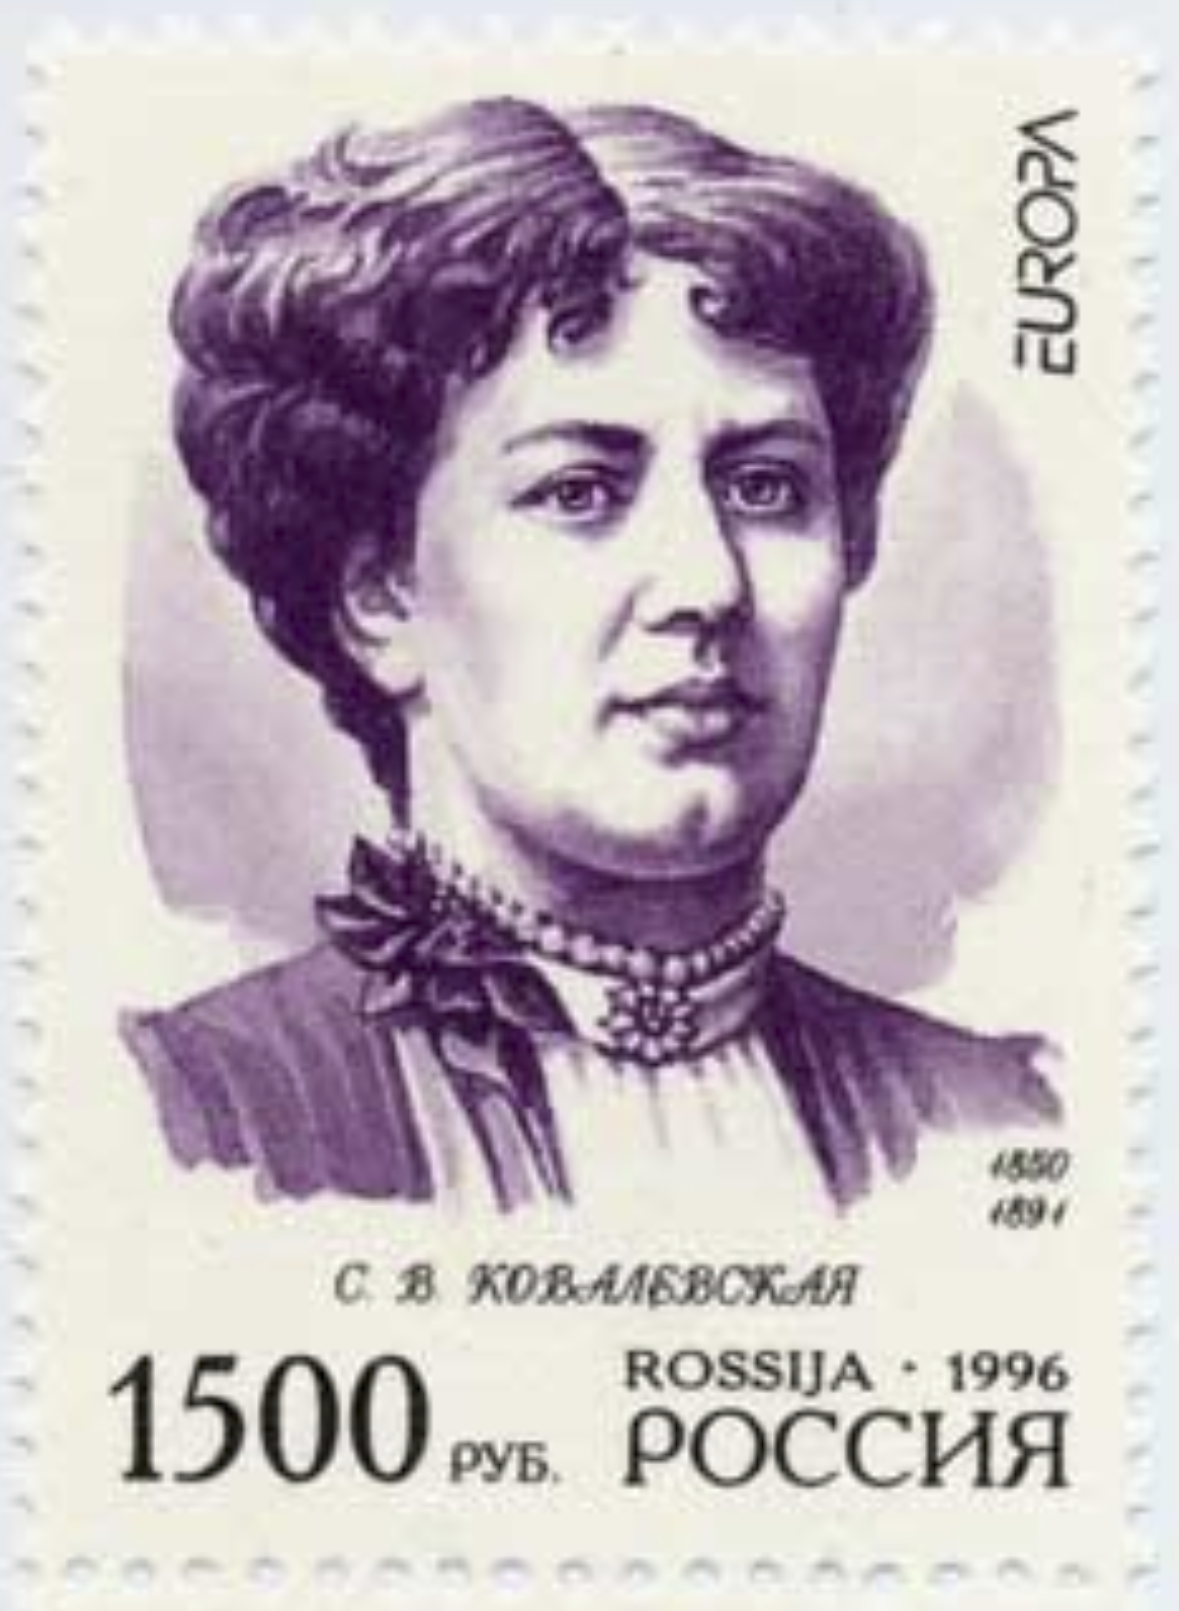 EUROPA
1850
1891
С. В. КОВАЛЕВСКАЯ
1500 РУБ.
ROSSIJA · 1996
РОССИЯ